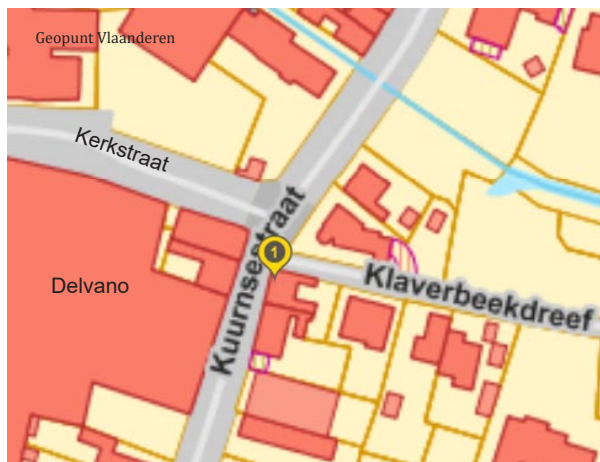 Geopunt Vlaanderen
Kerkstraat
Kuurnsestraat
1
Klaverbeekdreef
Delvano